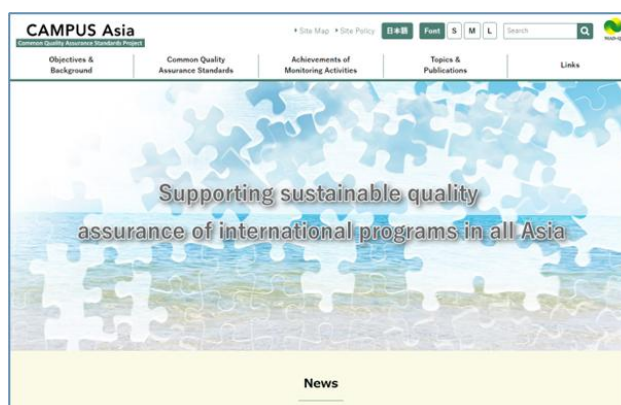 CAMPUS Asia
Common Quality Assurance Standards Project
Site Map Site Policy 日本語 Font S M L Search
Objectives &
Background
Common Quality
Assurance Standards
Achievements of
Monitoring Activities
Topics &
Publications
Links
Supporting sustainable quality
assurance of international programs in all Asia
News